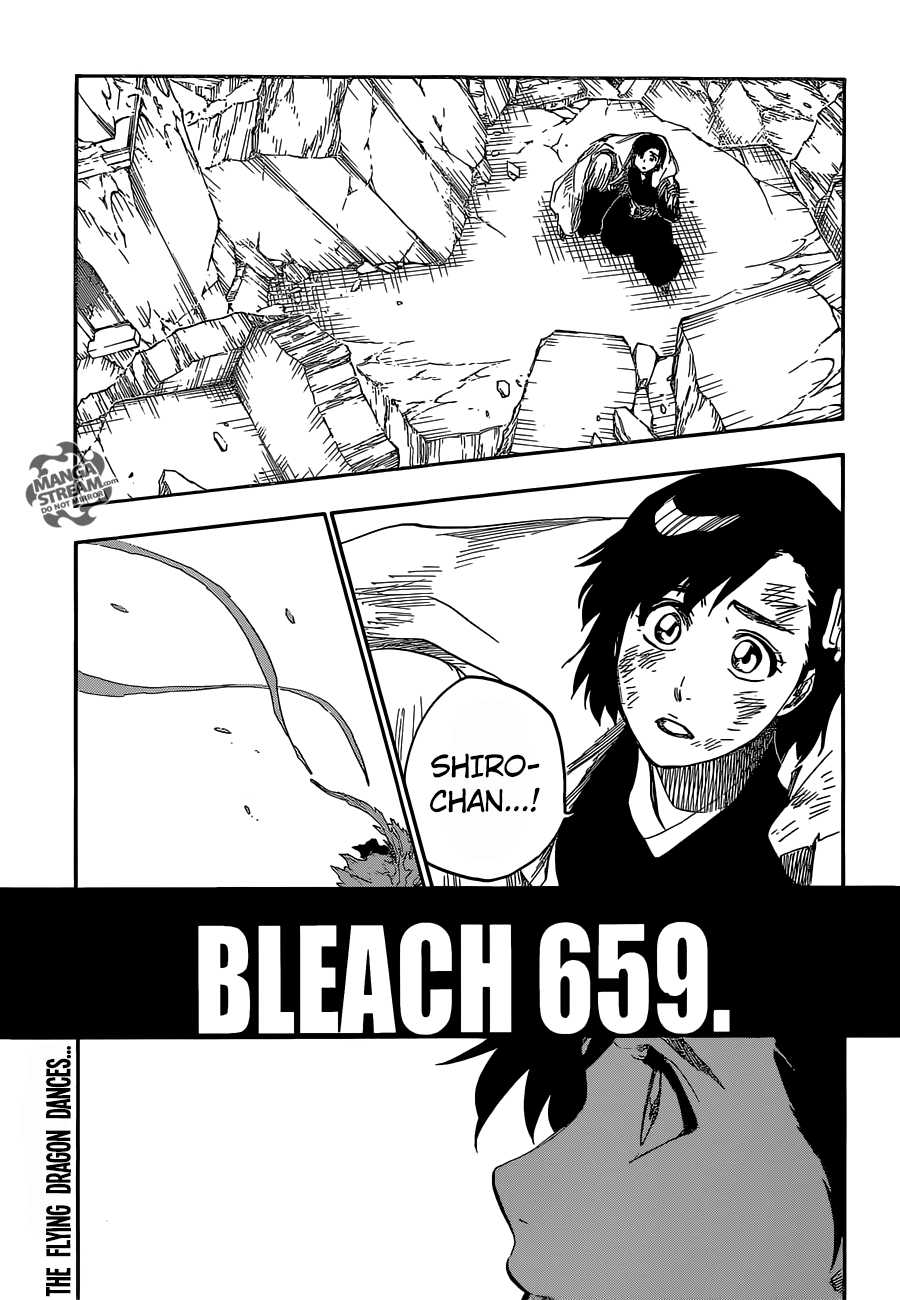 MANGA
STREAM.com
DO NOT MIRROR
SHIRO-
CHAN...!
BLEACH 659.
THE FLYING DRAGON DANCES...